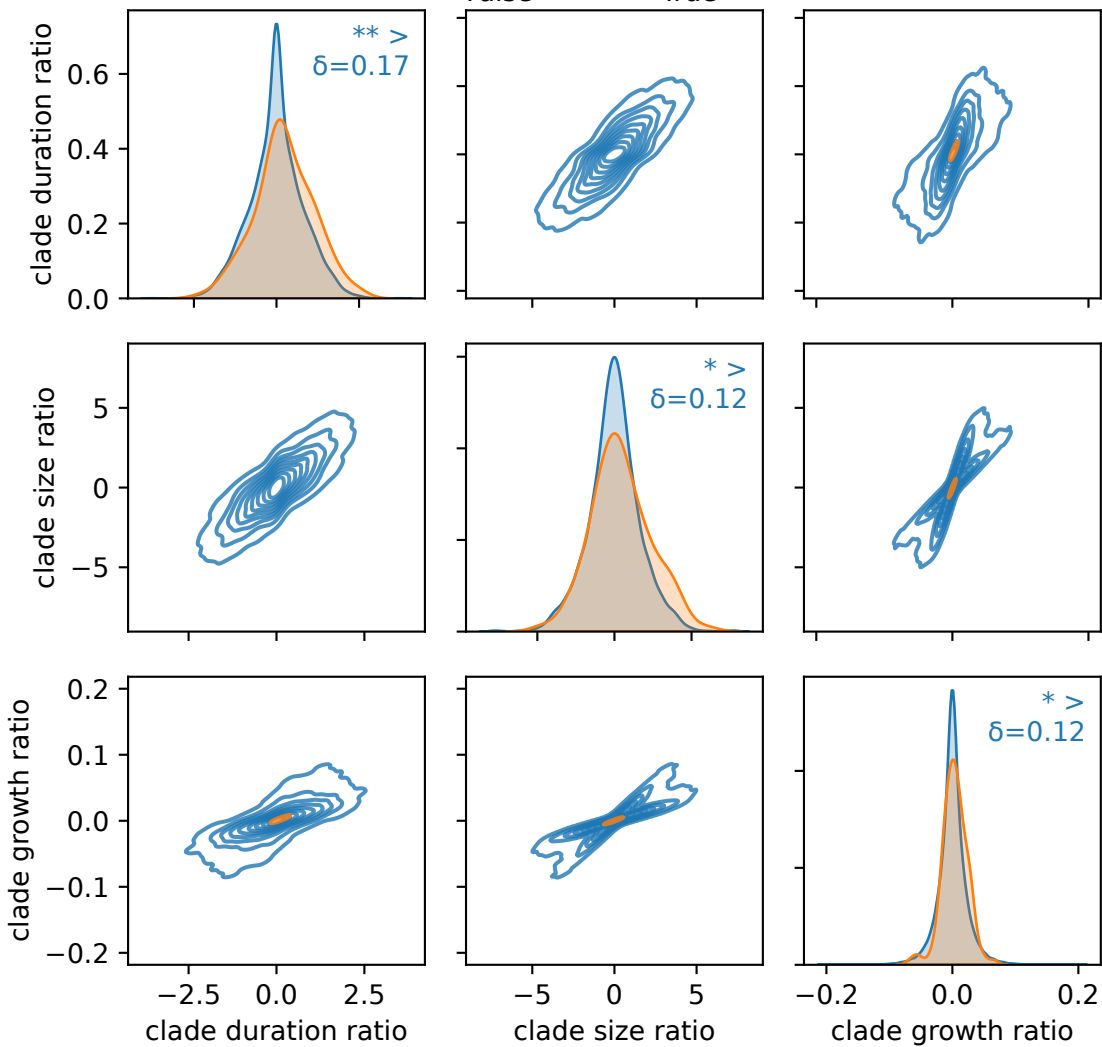 clade duration ratio
0.6
0.4
0.2
0.0
** >
δ=0.17
clade duration ratio
clade size ratio
5
0
−5
* >
δ=0.12
clade growth ratio
0.2
0.1
0.0
−0.1
−0.2
* >
δ=0.12
−2.5 0.0 2.5
−5 0 5
−0.2 0.0 0.2
clade duration ratio
clade size ratio
clade growth ratio